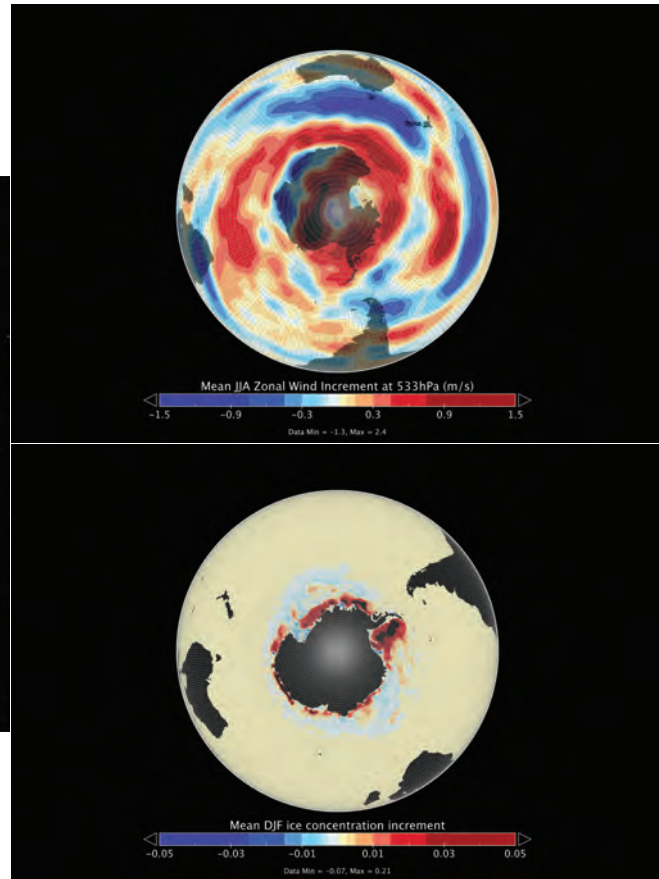 Mean JJA Zonal Wind Increment at 533hPa (m/s)
−1.5 −0.9 −0.3 0.3 0.9 1.5
Data Min = −1.3, Max = 2.4
Mean DJF ice concentration increment
−0.05 −0.03 −0.01 0.01 0.03 0.05
Data Min = −0.07, Max = 0.21